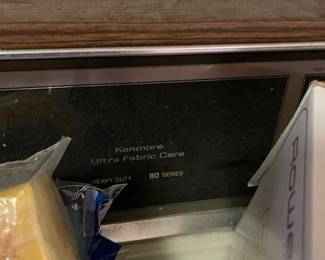 Kenmore
Ultra Fabric Care
HEAVY DUTY 80 SERIES